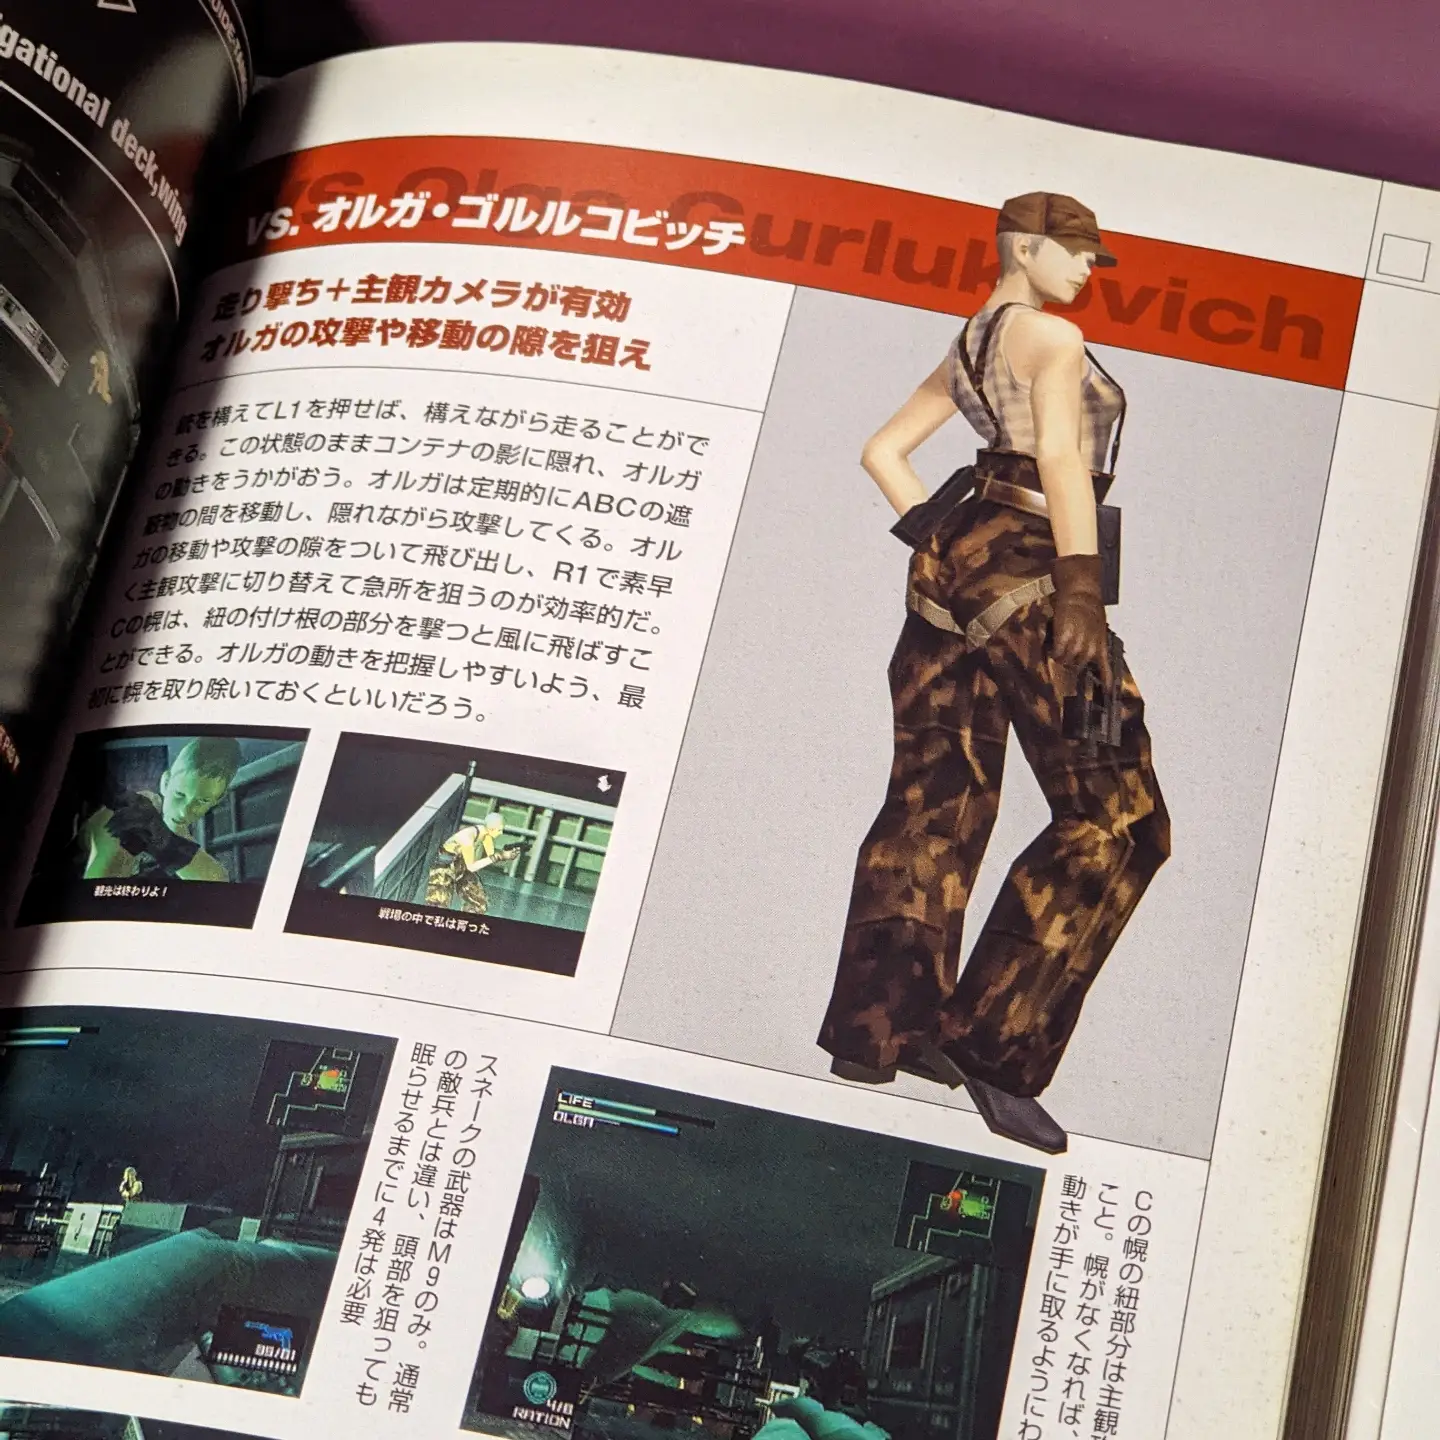 igational deck,wing
vs Olga Gurlukovich
vs. オルガ・ゴルルコビッチ
走り撃ち＋主観カメラが有効
オルガの攻撃や移動の隙を狙え
銃を構えてL1を押せば、構えながら走ることがで
きる。この状態のままコンテナの影に隠れ、オルガ
の動きをうかがおう。オルガは定期的にABCの遮
蔽物の間を移動し、隠れながら攻撃してくる。オル
ガの移動や攻撃の隙をついて飛び出し、R1で素早
く主観攻撃に切り替えて急所を狙うのが効率的だ。
Cの幌は、紐の付け根の部分を撃つと風に飛ばすこ
とができる。オルガの動きを把握しやすいよう、最
初に幌を取り除いておくといいだろう。
観光は終わりよ！
戦場の中で私は育った
スネークの武器はM9のみ。通常
の敵兵とは違い、頭部を狙っても
眠らせるまでに4発は必要
LIFE
OLGA
4/8
RATION
Cの幌の紐部分は主観
こと。幌がなくなれば、
動きが手に取るようにわ